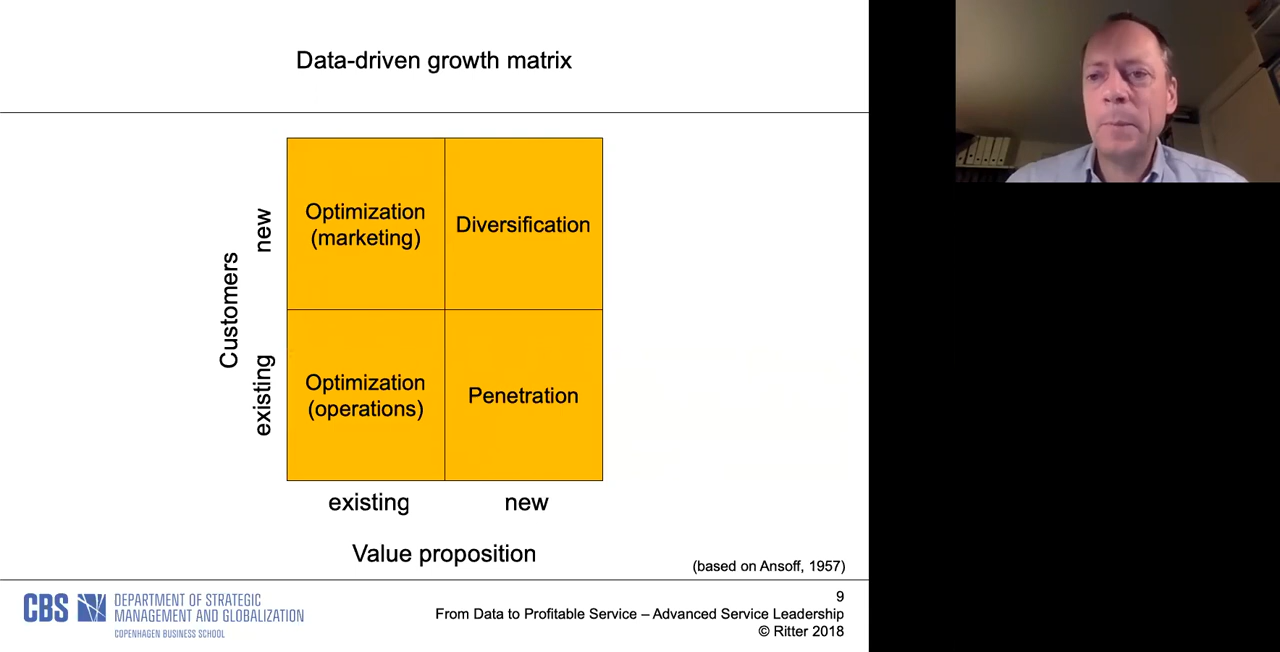 Data-driven growth matrix
Customers
new
existing
Optimization
(marketing)
Diversification
Optimization
(operations)
Penetration
existing
new
Value proposition
(based on Ansoff, 1957)
CBS
DEPARTMENT OF STRATEGIC
MANAGEMENT AND GLOBALIZATION
COPENHAGEN BUSINESS SCHOOL
9
From Data to Profitable Service – Advanced Service Leadership
© Ritter 2018